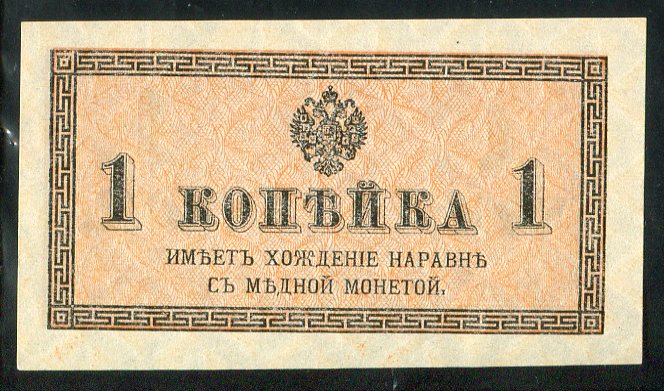 1 КОПѢЙКА 1
ИМѢЕТЪ ХОЖДЕНІЕ НАРАВНѢ
СЪ МѢДНОЙ МОНЕТОЙ.